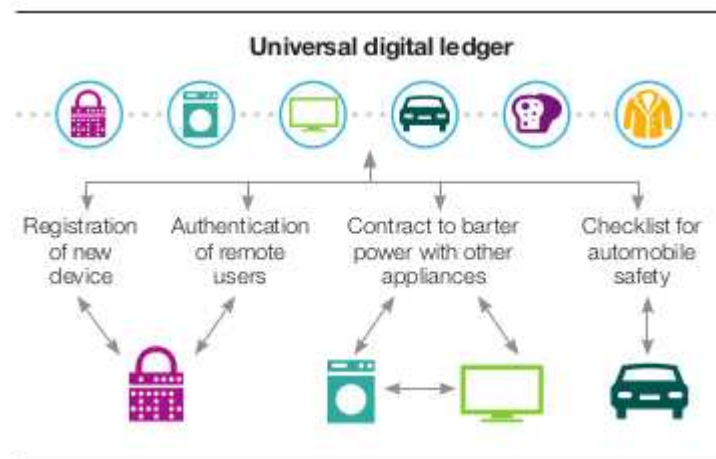 Universal digital ledger
Registration
of new
device
Authentication
of remote
users
Contract to barter
power with other
appliances
Checklist for
automobile
safety